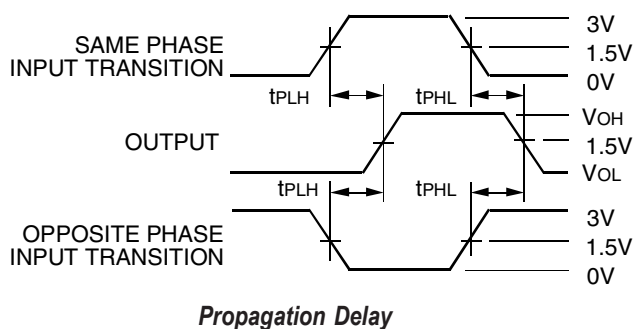 SAME PHASE
INPUT TRANSITION
3V
1.5V
0V
tPLH
tPHL
OUTPUT
VOH
1.5V
VOL
tPLH
tPHL
OPPOSITE PHASE
INPUT TRANSITION
3V
1.5V
0V
Propagation Delay